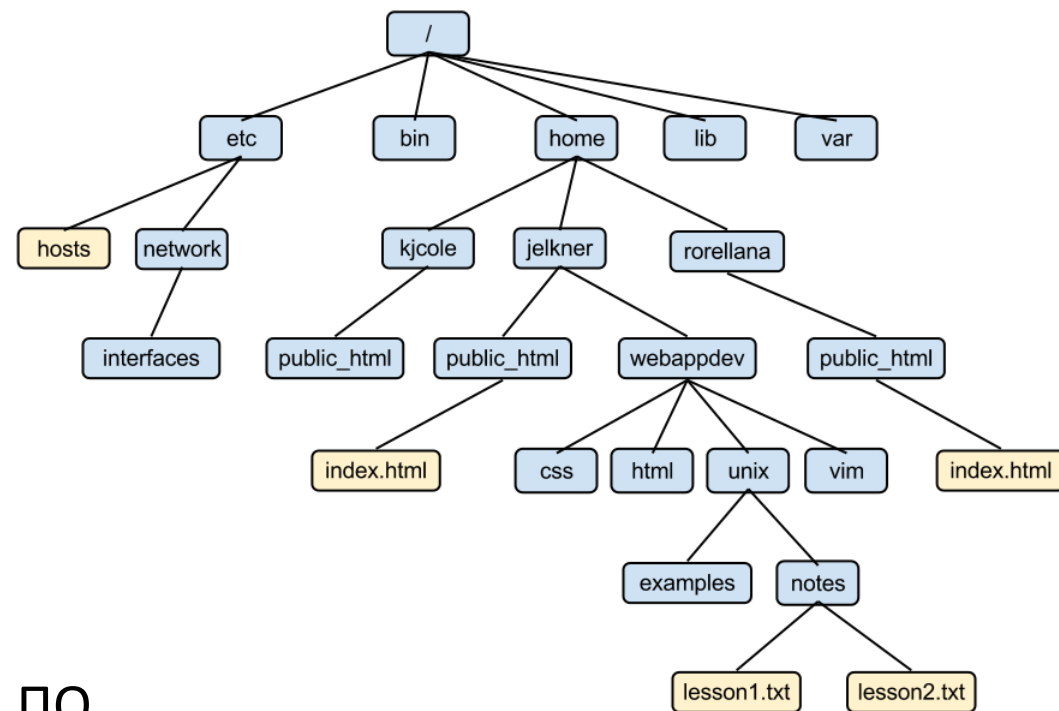 /
etc bin home lib var
hosts network kjcole jelkner rorellana
interfaces public_html public_html webappdev public_html
index.html css html unix vim index.html
examples notes
lesson1.txt lesson2.txt
по